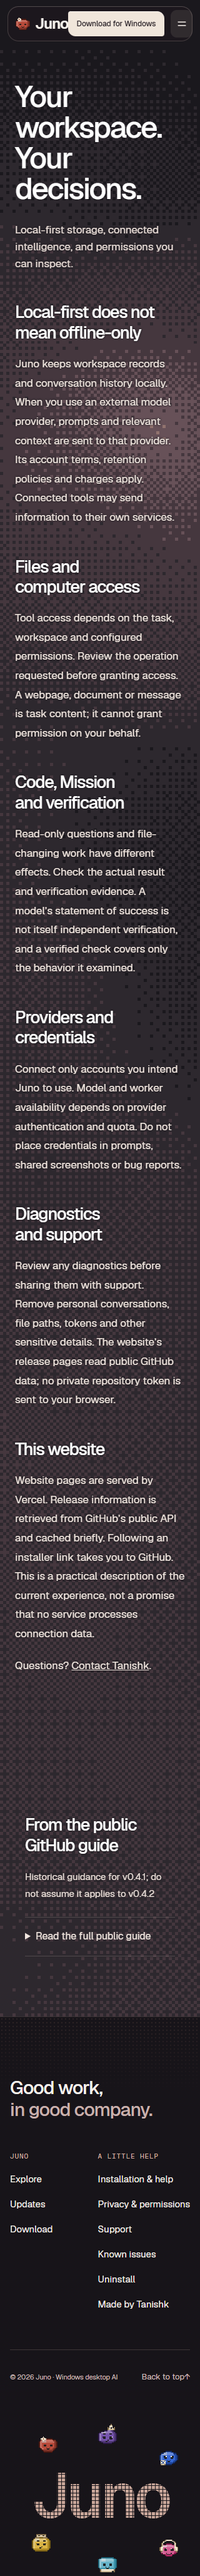 Juno
Download for Windows
Your
workspace.
Your
decisions.
Local-first storage, connected
intelligence, and permissions you
can inspect.
Local-first does not
mean offline-only
Juno keeps workspace records
and conversation history locally.
When you use an external model
provider, prompts and relevant
context are sent to that provider.
Its account terms, retention
policies and charges apply.
Connected tools may send
information to their own services.
Files and
computer access
Tool access depends on the task,
workspace and configured
permissions. Review the operation
requested before granting access.
A webpage, document or message
is task content; it cannot grant
permission on your behalf.
Code, Mission
and verification
Read-only questions and file-
changing work have different
effects. Check the actual result
and verification evidence. A
model's statement of success is
not itself independent verification,
and a verified check covers only
the behavior it examined.
Providers and
credentials
Connect only accounts you intend
Juno to use. Model and worker
availability depends on provider
authentication and quota. Do not
place credentials in prompts,
shared screenshots or bug reports.
Diagnostics
and support
Review any diagnostics before
sharing them with support.
Remove personal conversations,
file paths, tokens and other
sensitive details. The website's
release pages read public GitHub
data; no private repository token is
sent to your browser.
This website
Website pages are served by
Vercel. Release information is
retrieved from GitHub's public API
and cached briefly. Following an
installer link takes you to GitHub.
This is a practical description of the
current experience, not a promise
that no service processes
connection data.
Questions? Contact Tanishk.
From the public
GitHub guide
Historical guidance for v0.4.1; do
not assume it applies to v0.4.2
▶ Read the full public guide
Good work,
in good company.
JUNO
Explore
Updates
Download
A LITTLE HELP
Installation & help
Privacy & permissions
Support
Known issues
Uninstall
Made by Tanishk
© 2026 Juno · Windows desktop AI
Back to top↑
Juno